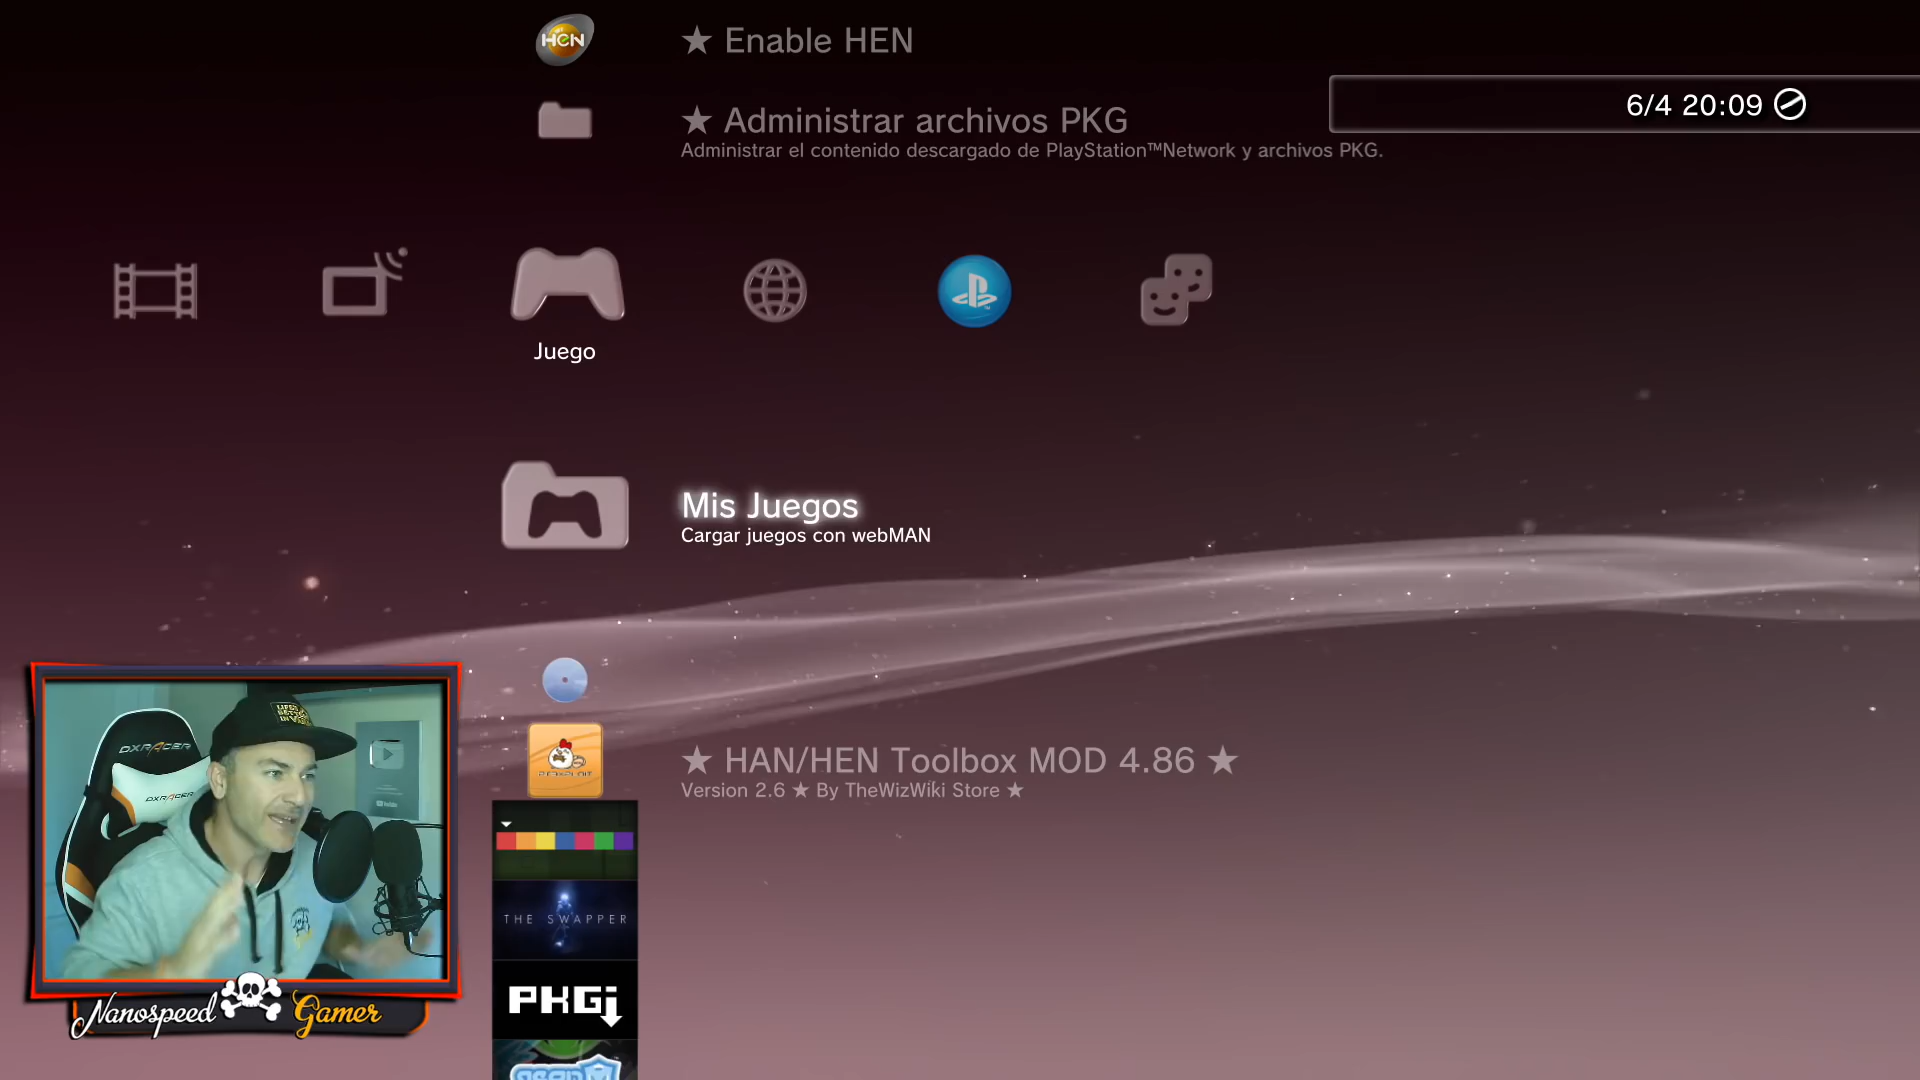 HEN
★ Enable HEN
★ Administrar archivos PKG
Administrar el contenido descargado de PlayStation™Network y archivos PKG.
6/4 20:09
Juego
Mis Juegos
Cargar juegos con webMAN
★ HAN/HEN Toolbox MOD 4.86 ★
Version 2.6 ★ By TheWizWiki Store ★
THE SWAPPER
PKGi
DXRACER
DXRACER
Nanospeed Gamer